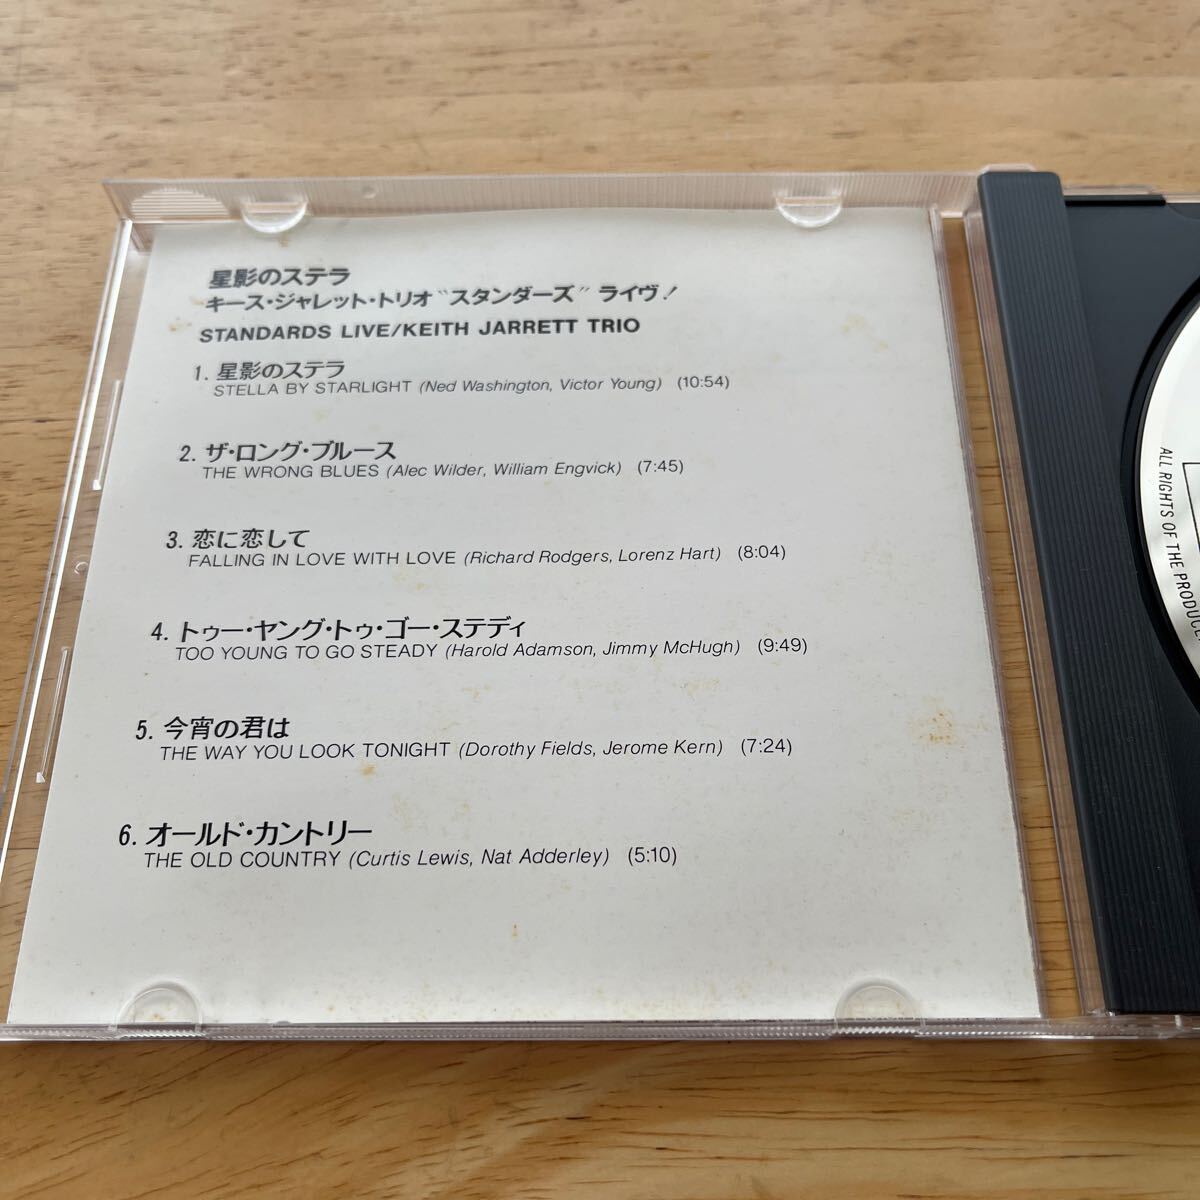 星影のステラ
キース・ジャレット・トリオ“スタンダーズ”ライヴ!
STANDARDS LIVE/KEITH JARRETT TRIO
1. 星影のステラ
STELLA BY STARLIGHT (Ned Washington, Victor Young) (10:54)
2. ザ・ロング・ブルース
THE WRONG BLUES (Alec Wilder, William Engvick) (7:45)
3. 恋に恋して
FALLING IN LOVE WITH LOVE (Richard Rodgers, Lorenz Hart) (8:04)
4. トゥー・ヤング・トゥ・ゴー・ステディ
TOO YOUNG TO GO STEADY (Harold Adamson, Jimmy McHugh) (9:49)
5. 今宵の君は
THE WAY YOU LOOK TONIGHT (Dorothy Fields, Jerome Kern) (7:24)
6. オールド・カントリー
THE OLD COUNTRY (Curtis Lewis, Nat Adderley) (5:10)
ALL RIGHTS OF THE PRODUCE